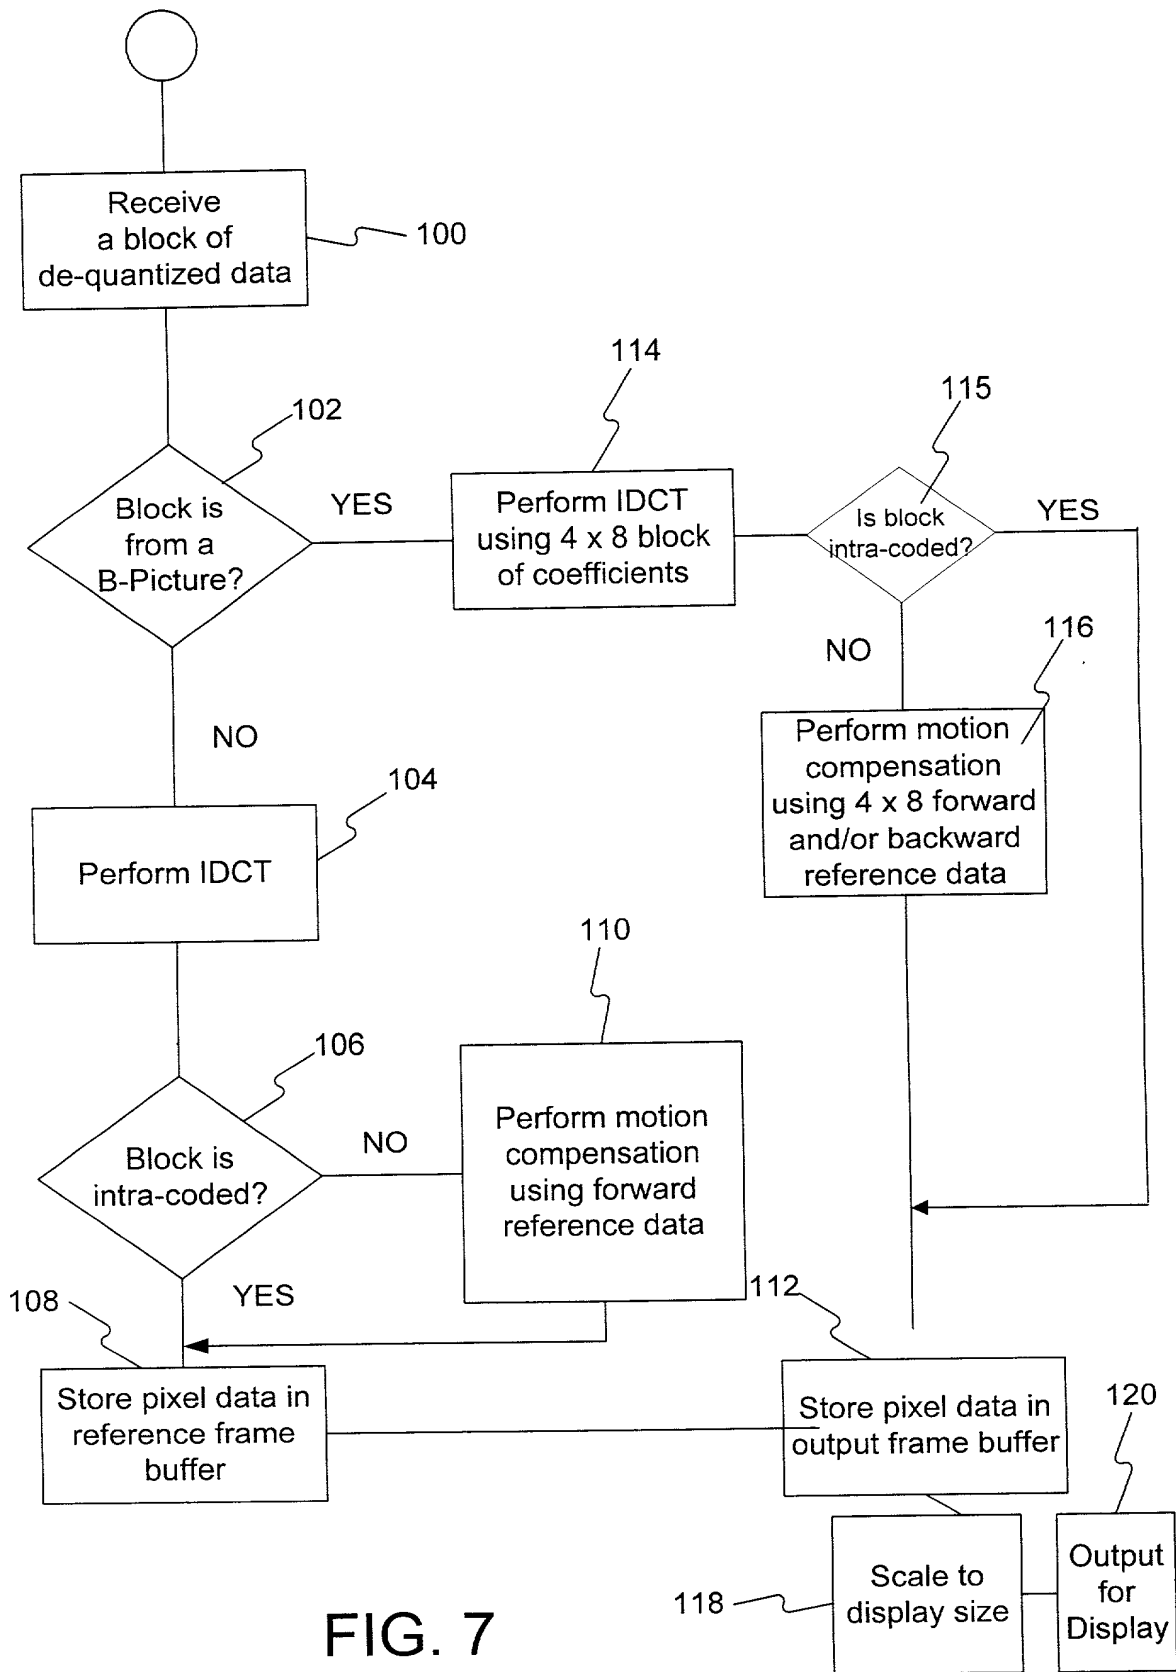 Receive
a block of
de-quantized data
100
102
Block is
from a
B-Picture?
YES
114
Perform IDCT
using 4 x 8 block
of coefficients
115
Is block
intra-coded?
YES
NO
116
Perform motion
compensation
using 4 x 8 forward
and/or backward
reference data
NO
104
Perform IDCT
106
Block is
intra-coded?
NO
110
Perform motion
compensation
using forward
reference data
YES
108
Store pixel data in
reference frame
buffer
112
Store pixel data in
output frame buffer
118
Scale to
display size
120
Output
for
Display
FIG. 7